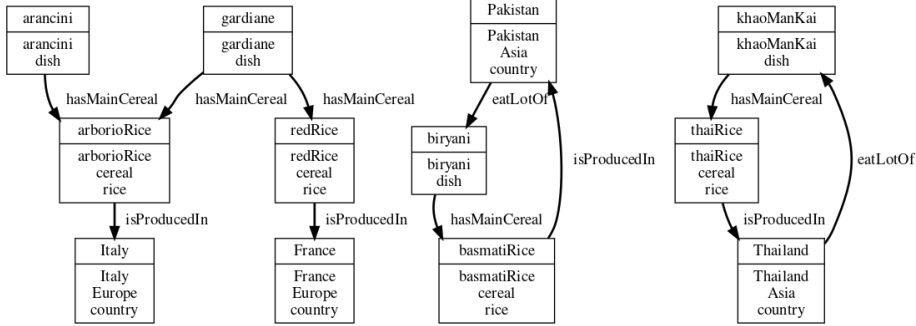 arancini
arancini
dish
gardiane
gardiane
dish
Pakistan
Pakistan
Asia
country
khaoManKai
khaoManKai
dish
hasMainCereal
hasMainCereal
hasMainCereal
eatLotOf
hasMainCereal
arborioRice
arborioRice
cereal
rice
redRice
redRice
cereal
rice
biryani
biryani
dish
isProducedIn
thaiRice
thaiRice
cereal
rice
eatLotOf
isProducedIn
isProducedIn
hasMainCereal
isProducedIn
Italy
Italy
Europe
country
France
France
Europe
country
basmatiRice
basmatiRice
cereal
rice
Thailand
Thailand
Asia
country